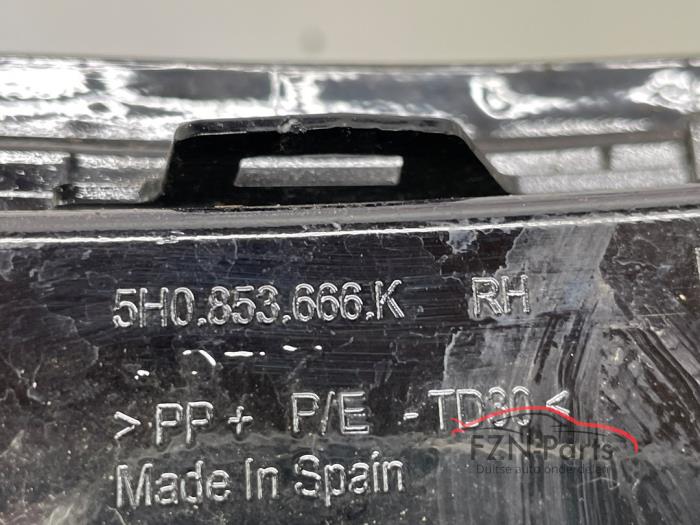 5H0.853.666.K RH
>PP+ P/E -TD30<
Made In Spain
FZN-Parts
Duitse auto onderdelen